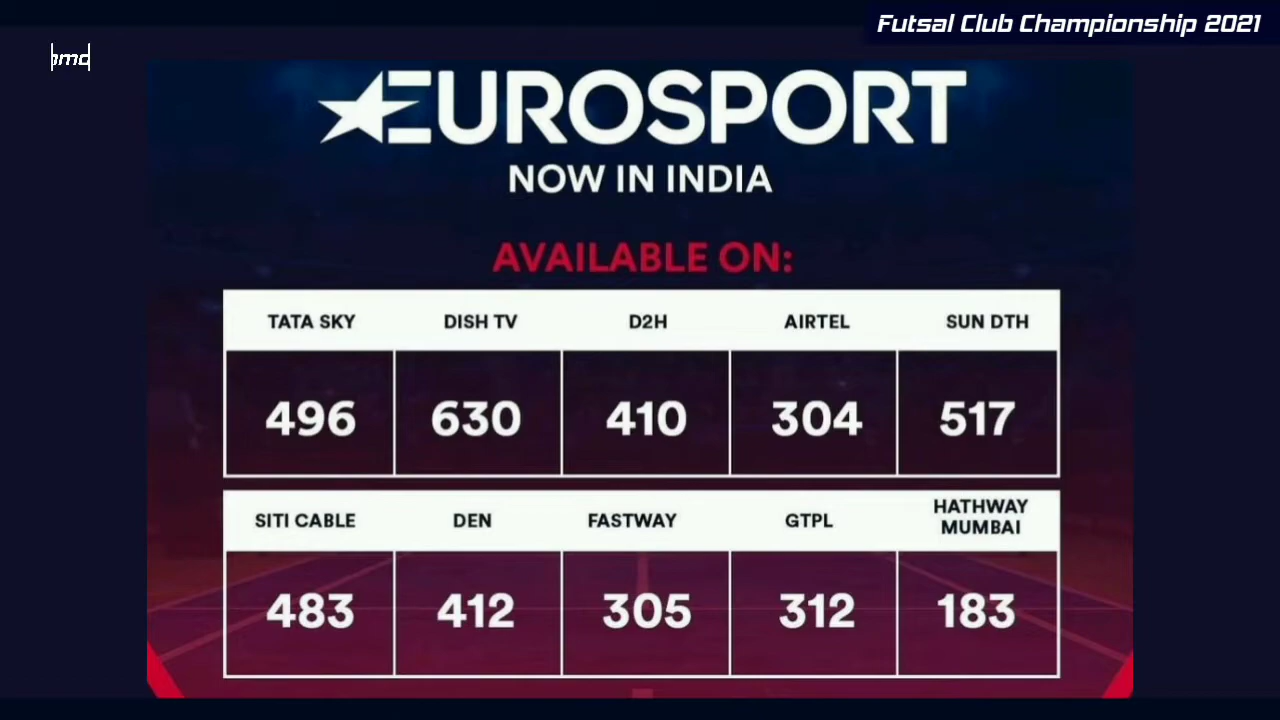 Futsal Club Championship 2021
EUROSPORT
NOW IN INDIA
AVAILABLE ON:
TATA SKY DISH TV D2H AIRTEL SUN DTH
496 630 410 304 517
SITI CABLE DEN FASTWAY GTPL HATHWAY MUMBAI
483 412 305 312 183